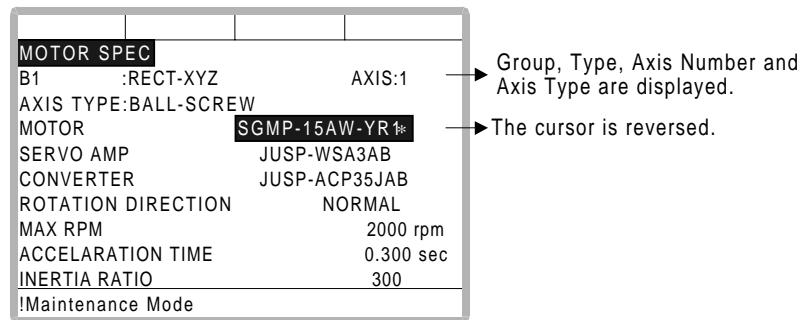 MOTOR SPEC
B1 :RECT-XYZ AXIS:1
AXIS TYPE:BALL-SCREW
MOTOR SGMP-15AW-YR1*
SERVO AMP JUSP-WSA3AB
CONVERTER JUSP-ACP35JAB
ROTATION DIRECTION NORMAL
MAX RPM 2000 rpm
ACCELARATION TIME 0.300 sec
INERTIA RATIO 300
!Maintenance Mode
Group, Type, Axis Number and
Axis Type are displayed.
The cursor is reversed.